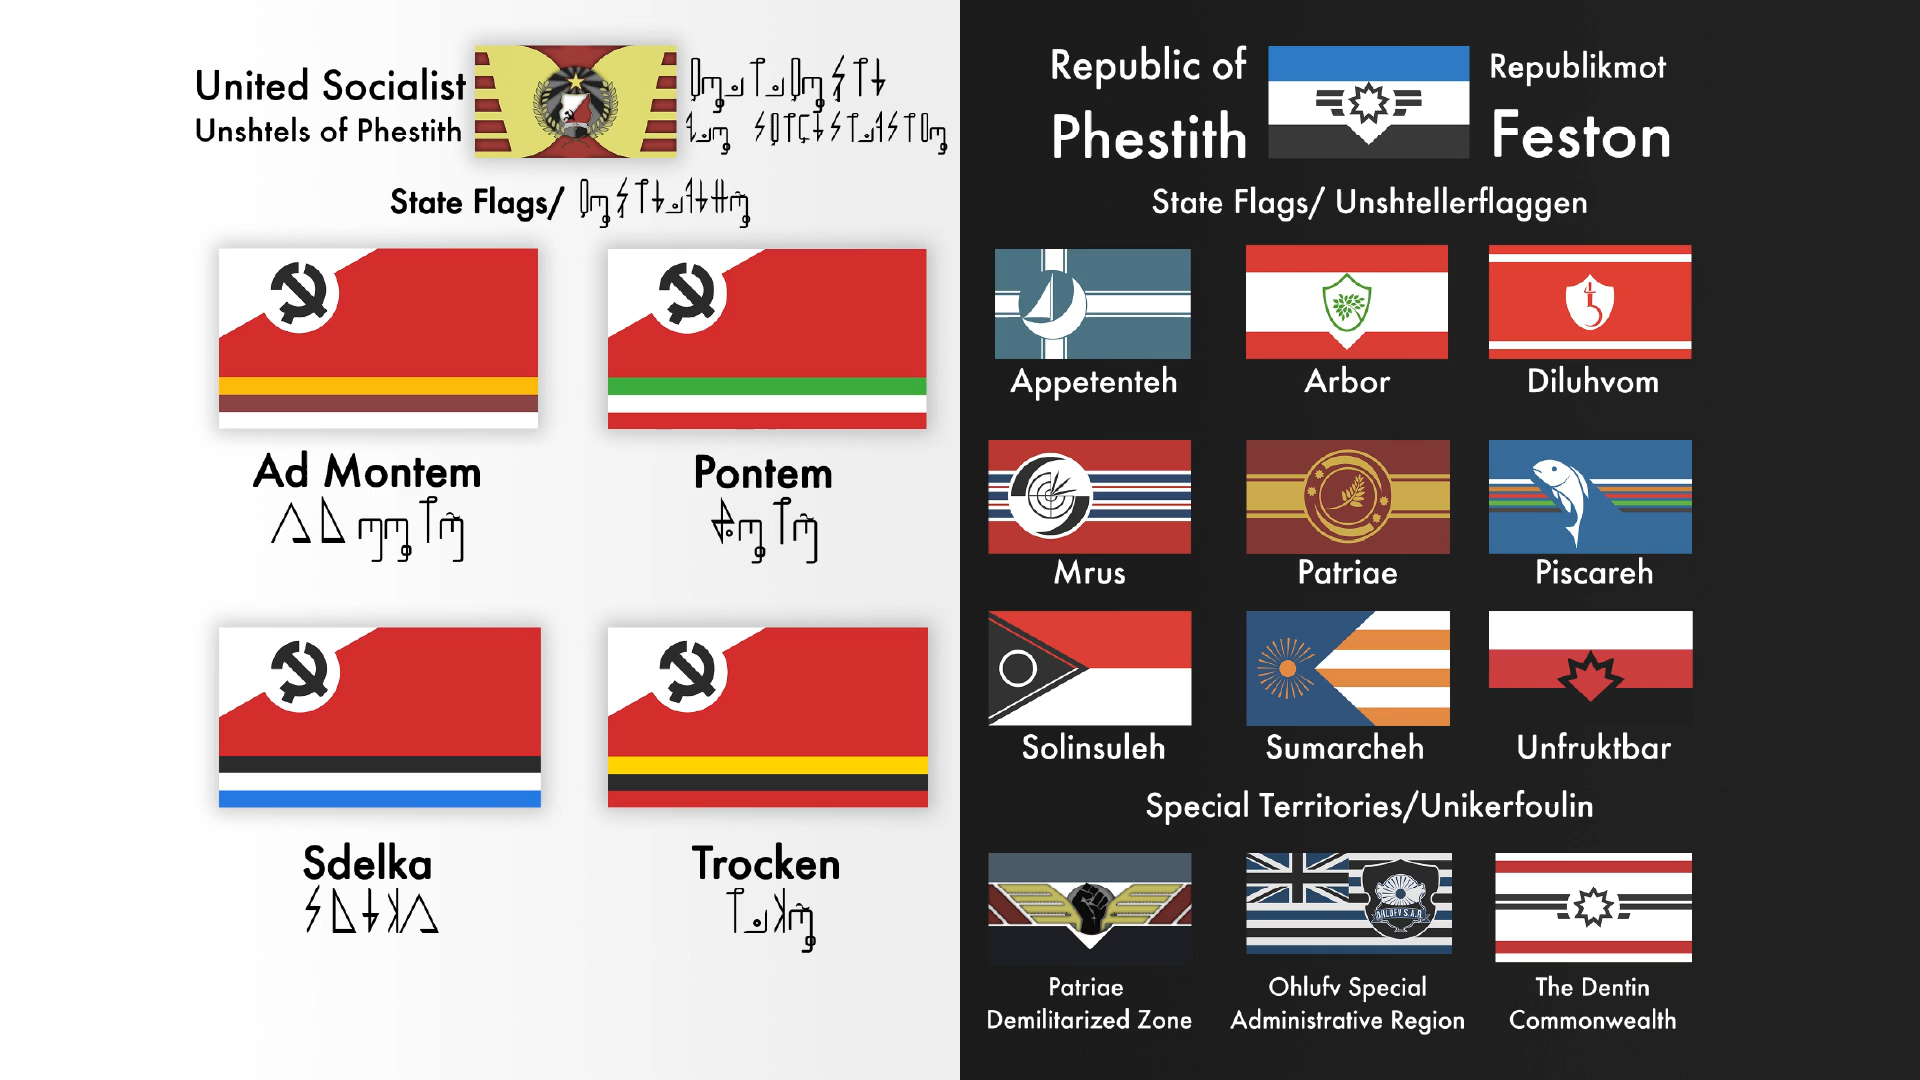 United Socialist
Unshtels of Phestith
State Flags/
Ad Montem
Pontem
Sdelka
Trocken
Republic of
Phestith
Republikmot
Feston
State Flags/ Unshtellerflaggen
Appetenteh
Arbor
Diluhvom
Mrus
Patriae
Piscareh
Solinsuleh
Sumarcheh
Unfruktbar
Special Territories/Unikerfoulin
OHLUFV S.A.R.
Patriae
Demilitarized Zone
Ohlufv Special
Administrative Region
The Dentin
Commonwealth